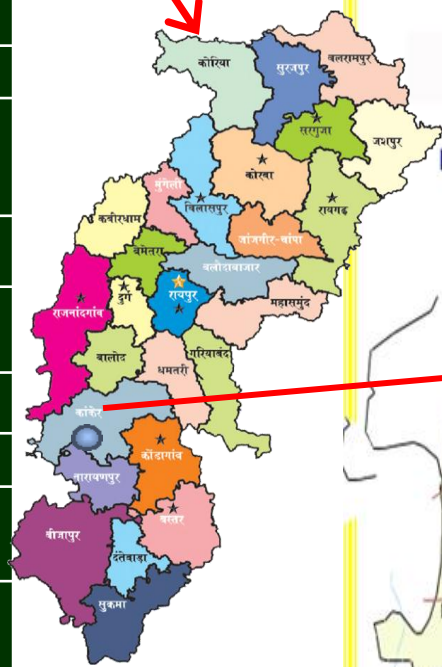 कोरिया
सुरजपुर
बलरामपुर
सरगुजा
जशपुर
कोरबा
मुंगेली
बिलासपुर
रायगढ़
कबीरधाम
जांजगीर-चांपा
बेमेतरा
बलोदाबाजार
दुर्ग
रायपुर
महासमुंद
राजनांदगांव
बालोद
धमतरी
गरियाबंद
कांकेर
कोंडागांव
नारायणपुर
बस्तर
बीजापुर
दंतेवाड़ा
सुकमा